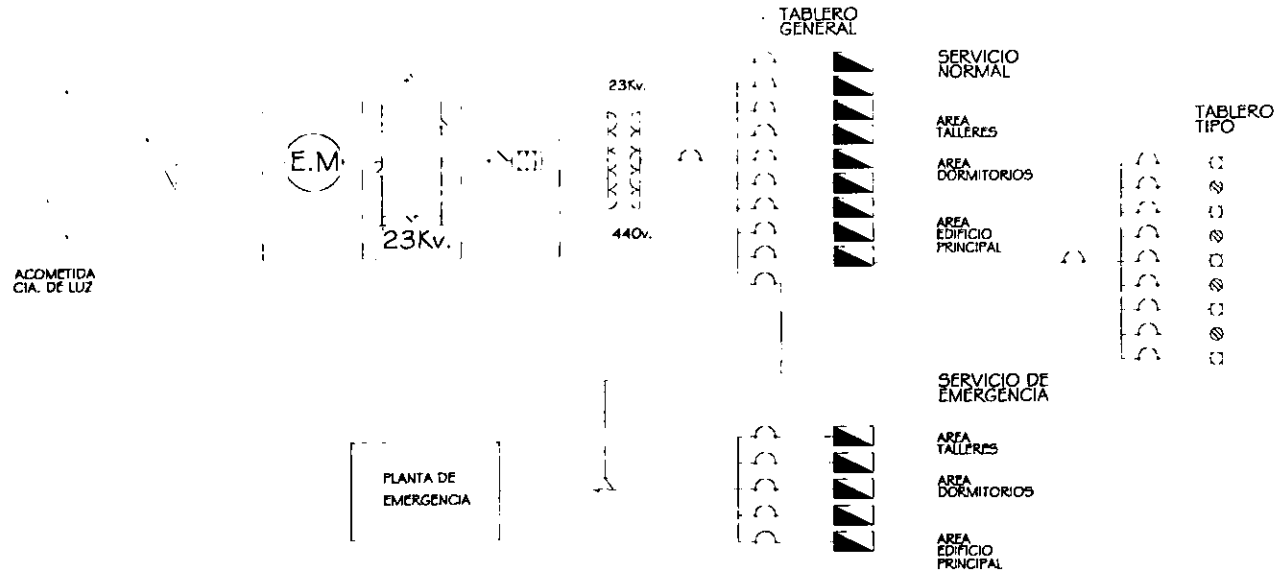 TABLERO
GENERAL
SERVICIO
NORMAL
23Kv.
TABLERO
TIPO
AREA
TALLERES
E.M
AREA
DORMITORIOS
AREA
EDIFICIO
PRINCIPAL
23Kv.
440v.
ACOMETIDA
CIA. DE LUZ
SERVICIO DE
EMERGENCIA
AREA
TALLERES
PLANTA DE
EMERGENCIA
AREA
DORMITORIOS
AREA
EDIFICIO
PRINCIPAL